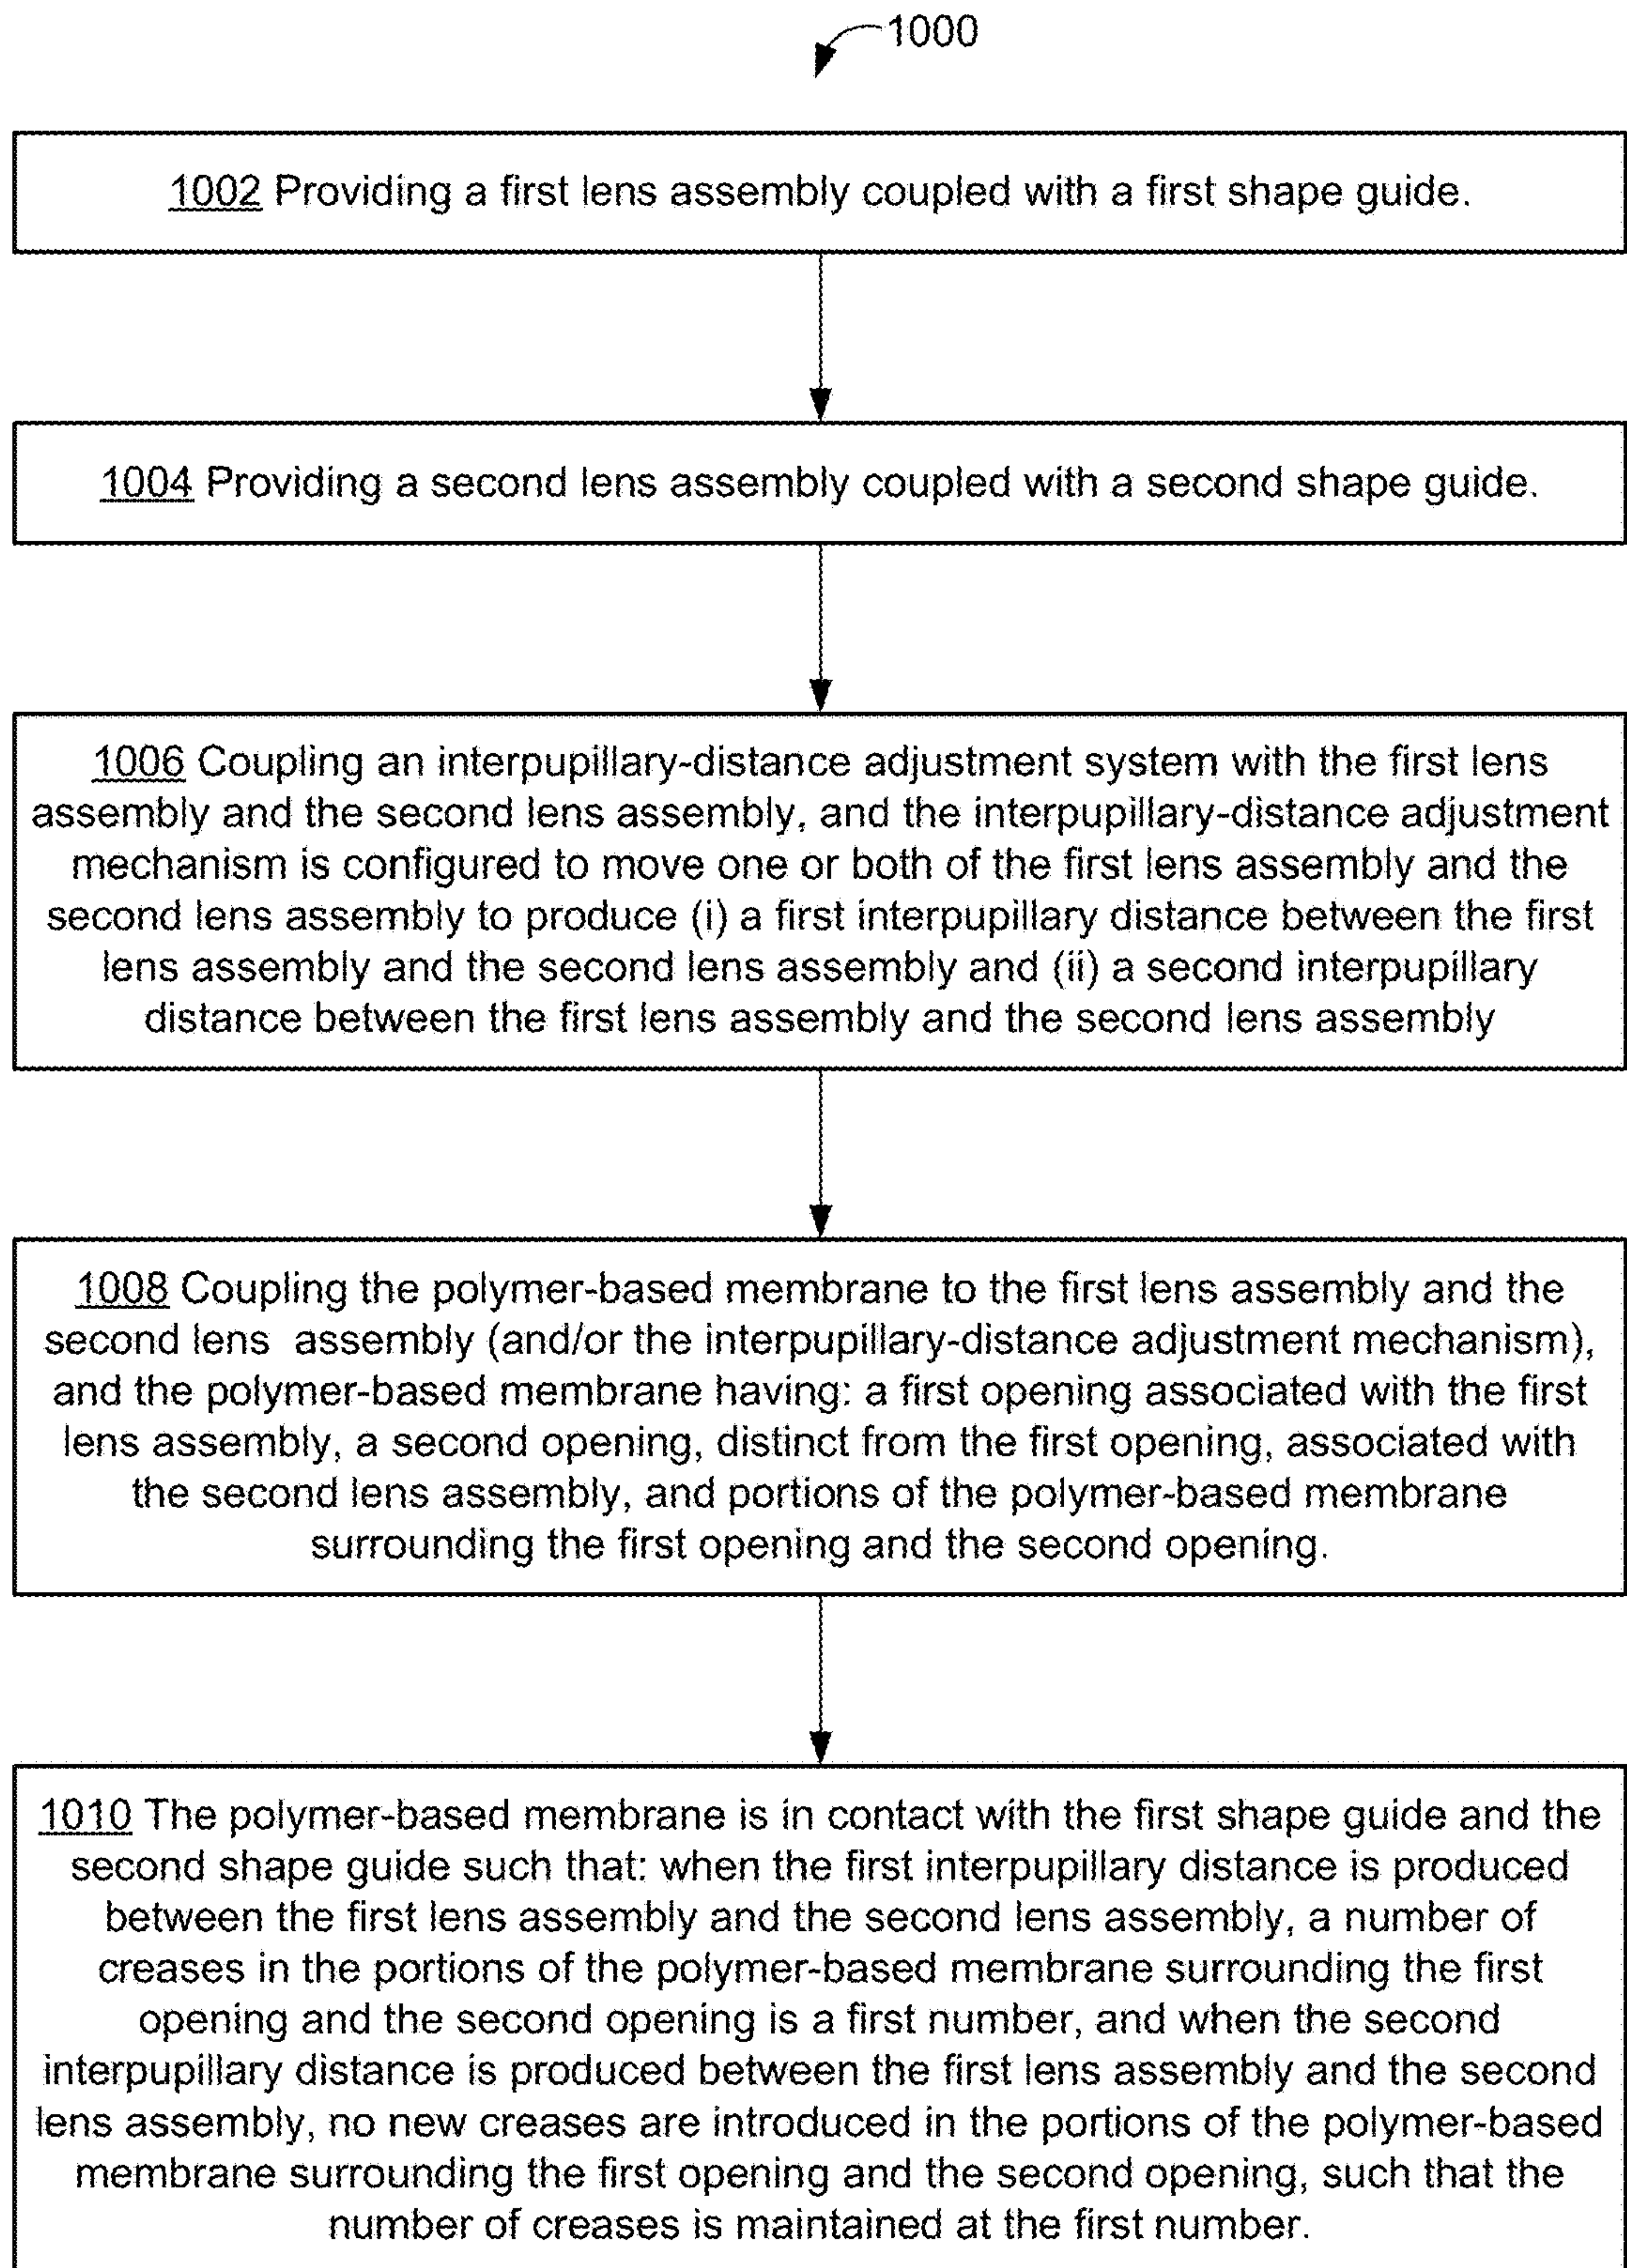 1000
1002 Providing a first lens assembly coupled with a first shape guide.
1004 Providing a second lens assembly coupled with a second shape guide.
1006 Coupling an interpupillary-distance adjustment system with the first lens
assembly and the second lens assembly, and the interpupillary-distance adjustment
mechanism is configured to move one or both of the first lens assembly and the
second lens assembly to produce (i) a first interpupillary distance between the first
lens assembly and the second lens assembly and (ii) a second interpupillary
distance between the first lens assembly and the second lens assembly
1008 Coupling the polymer-based membrane to the first lens assembly and the
second lens assembly (and/or the interpupillary-distance adjustment mechanism),
and the polymer-based membrane having: a first opening associated with the first
lens assembly, a second opening, distinct from the first opening, associated with
the second lens assembly, and portions of the polymer-based membrane
surrounding the first opening and the second opening.
1010 The polymer-based membrane is in contact with the first shape guide and the
second shape guide such that: when the first interpupillary distance is produced
between the first lens assembly and the second lens assembly, a number of
creases in the portions of the polymer-based membrane surrounding the first
opening and the second opening is a first number, and when the second
interpupillary distance is produced between the first lens assembly and the second
lens assembly, no new creases are introduced in the portions of the polymer-based
membrane surrounding the first opening and the second opening, such that the
number of creases is maintained at the first number.